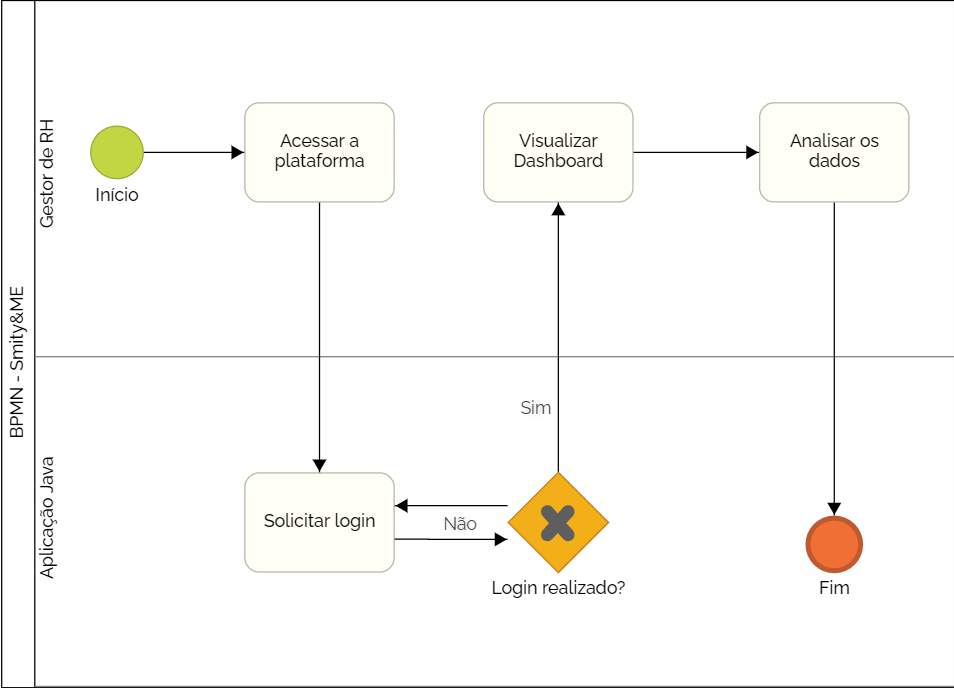 BPMN - Smity&ME
Gestor de RH
Início
Acessar a
plataforma
Visualizar
Dashboard
Analisar os
dados
Aplicação Java
Solicitar login
Não
Sim
Login realizado?
Fim